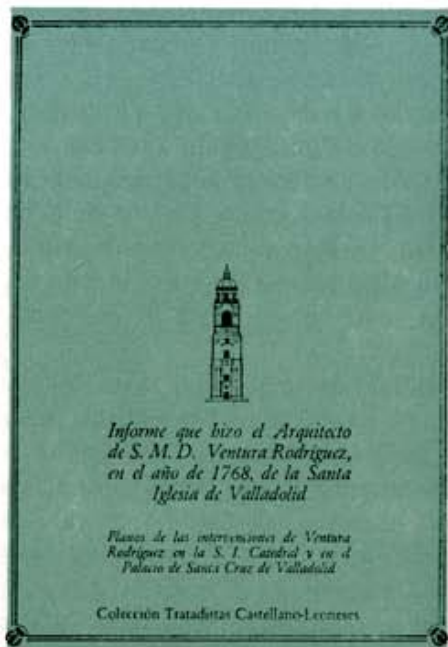 Informe que hizo el Arquitecto
de S. M. D. Ventura Rodríguez,
en el año de 1768, de la Santa
Iglesia de Valladolid
Planos de las intervenciones de Ventura
Rodríguez en la S. I. Catedral y en el
Palacio de Santa Cruz de Valladolid
Colección Tratadistas Castellano-Leoneses